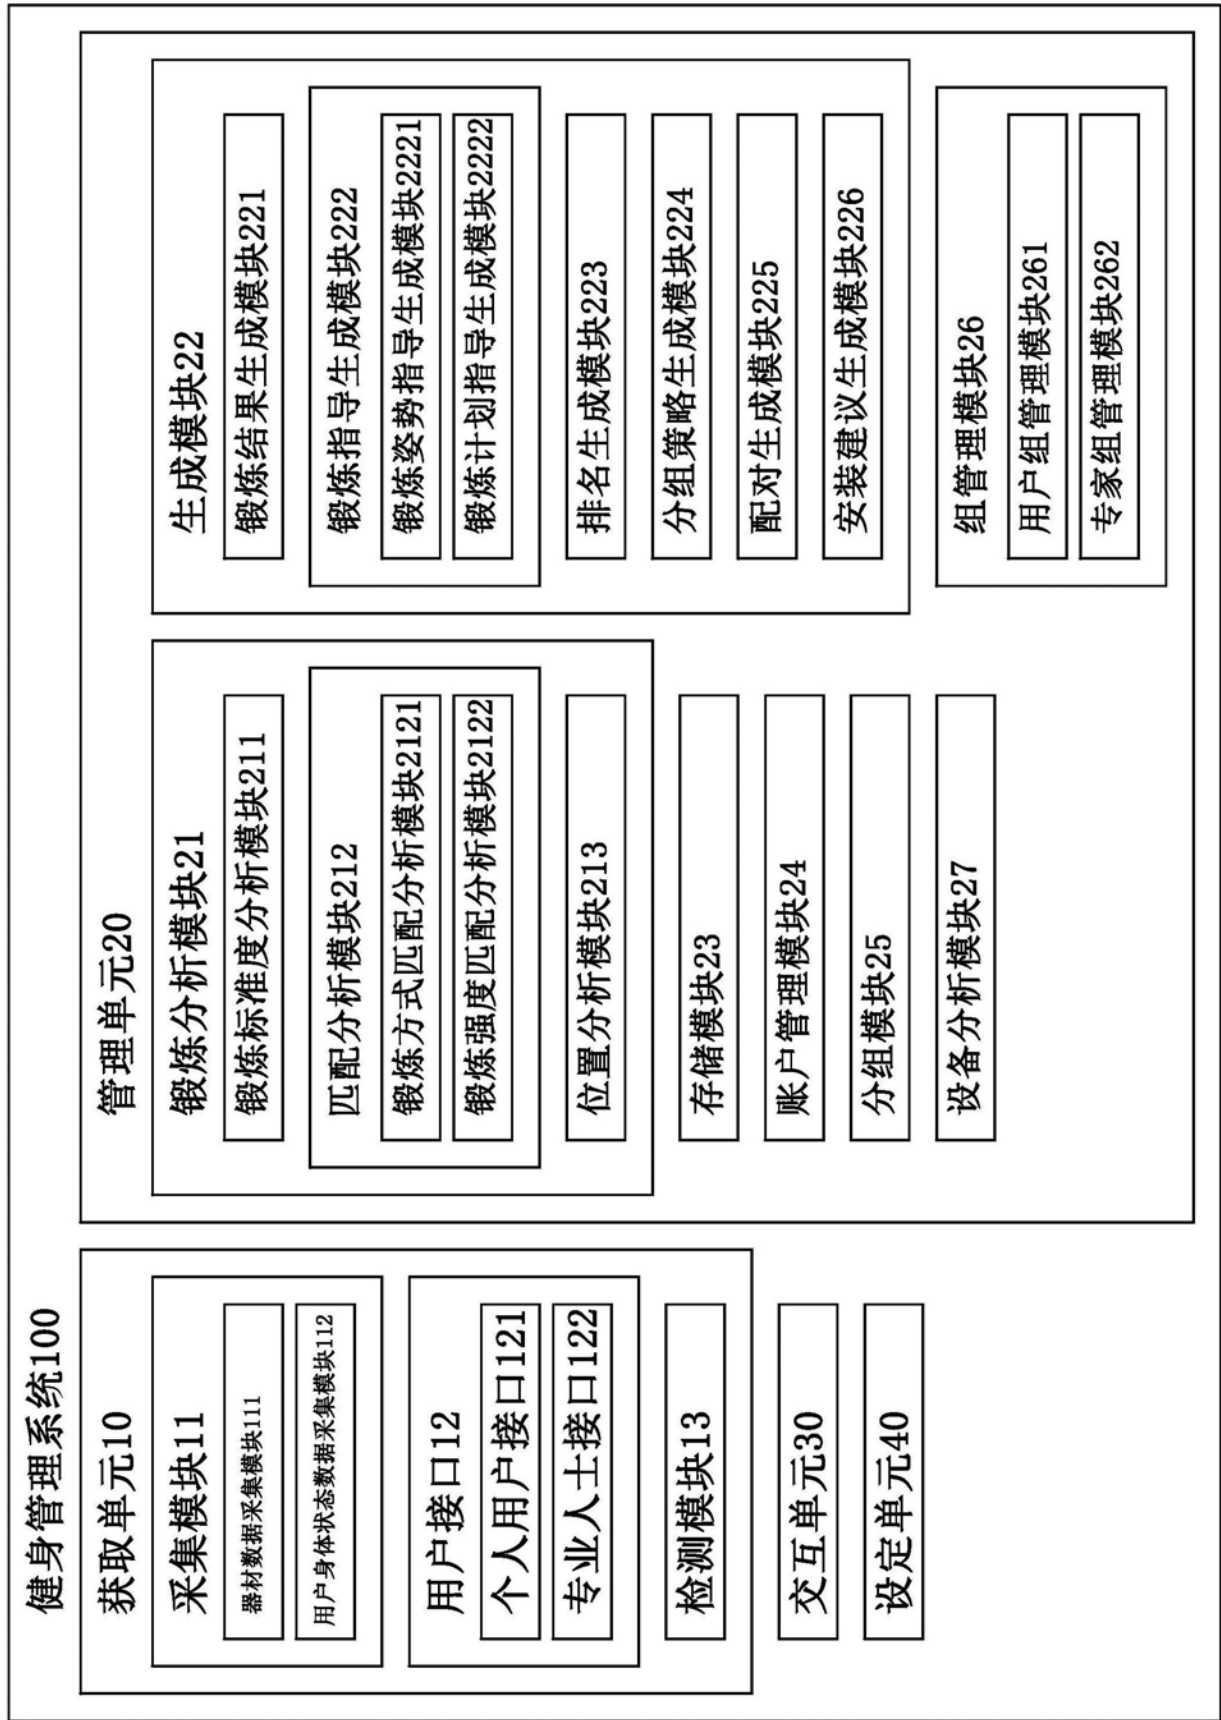 健身管理系统100
获取单元10
采集模块11
器材数据采集模块111
用户身体状态数据采集模块112
用户接口12
个人用户接口121
专业人士接口122
检测模块13
交互单元30
设定单元40
管理单元20
锻炼分析模块21
锻炼标准度分析模块211
匹配分析模块212
锻炼方式匹配分析模块2121
锻炼强度匹配分析模块2122
位置分析模块213
存储模块23
账户管理模块24
分组模块25
设备分析模块27
生成模块22
锻炼结果生成模块221
锻炼指导生成模块222
锻炼姿势指导生成模块2221
锻炼计划指导生成模块2222
排名生成模块223
分组策略生成模块224
配对生成模块225
安装建议生成模块226
组管理模块26
用户组管理模块261
专家组管理模块262